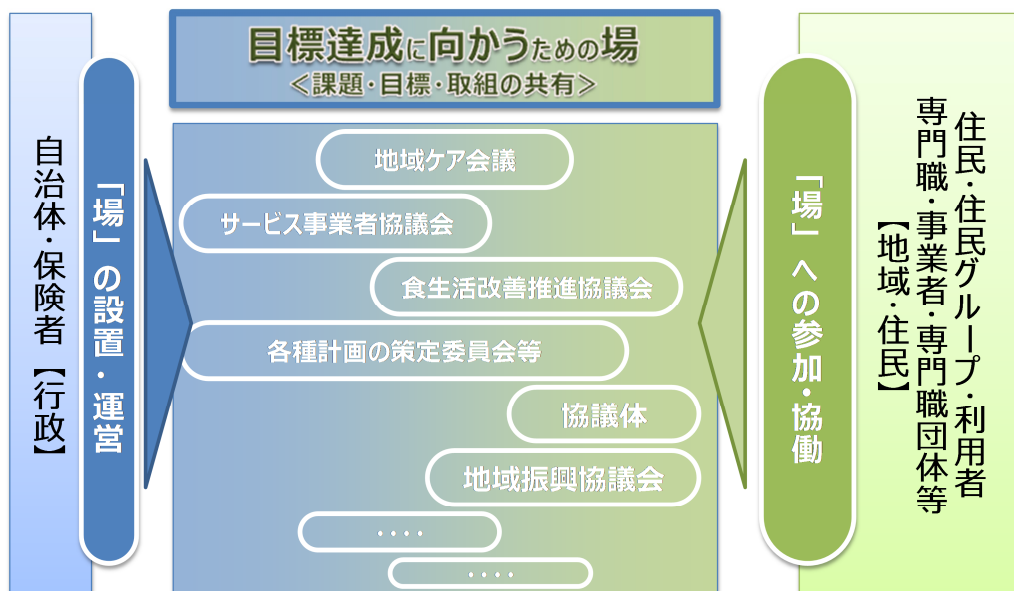 目標達成に向かうための場
<課題・目標・取組の共有>
自治体・保険者【行政】
「場」の設置・運営
地域ケア会議
サービス事業者協議会
食生活改善推進協議会
各種計画の策定委員会等
協議体
地域振興協議会
・・・・
・・・・
「場」への参加・協働
住民・住民グループ・利用者
専門職・事業者・専門職団体等
【地域・住民】